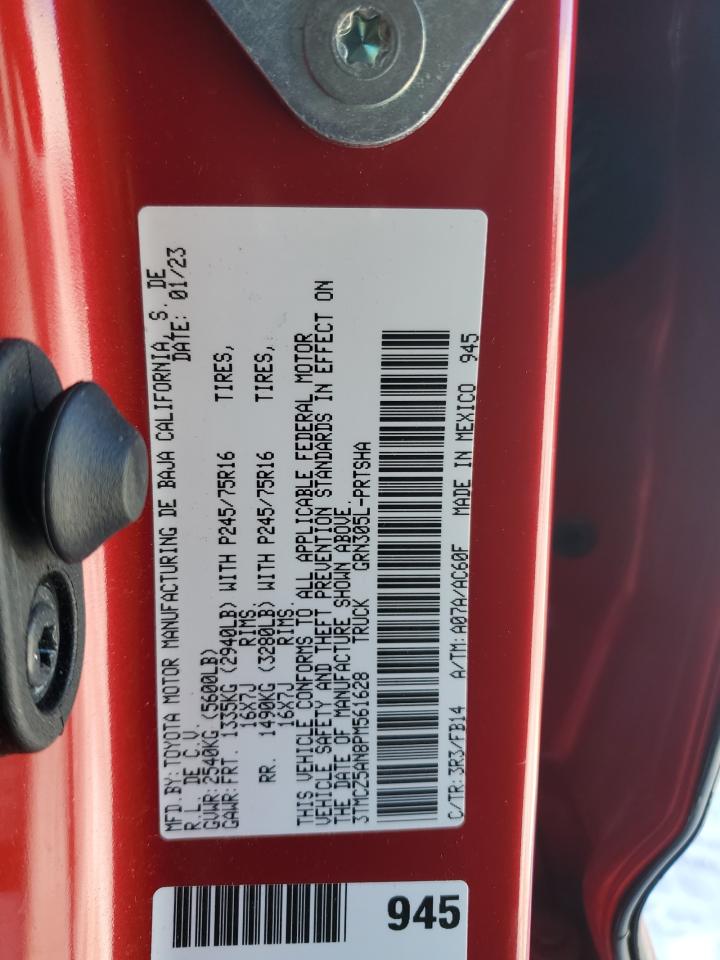 MFD. BY: TOYOTA MOTOR MANUFACTURING DE BAJA CALIFORNIA, S. DE
R.L. DE C.V. DATE: 01/23
GVWR: 2540KG (5600LB)
GAWR: FRT. 1335KG (2940LB) WITH P245/75R16 TIRES,
16X7J RIMS.
RR. 1490KG (3280LB) WITH P245/75R16 TIRES,
16X7J RIMS.
THIS VEHICLE CONFORMS TO ALL APPLICABLE FEDERAL MOTOR
VEHICLE SAFETY AND THEFT PREVENTION STANDARDS IN EFFECT ON
THE DATE OF MANUFACTURE SHOWN ABOVE.
3TMCZ5AN8PM561628 TRUCK GRN305L-PRTSHA
C/TR: 3R3/FB14 A/TM: A07A/AC60F MADE IN MEXICO 945
945